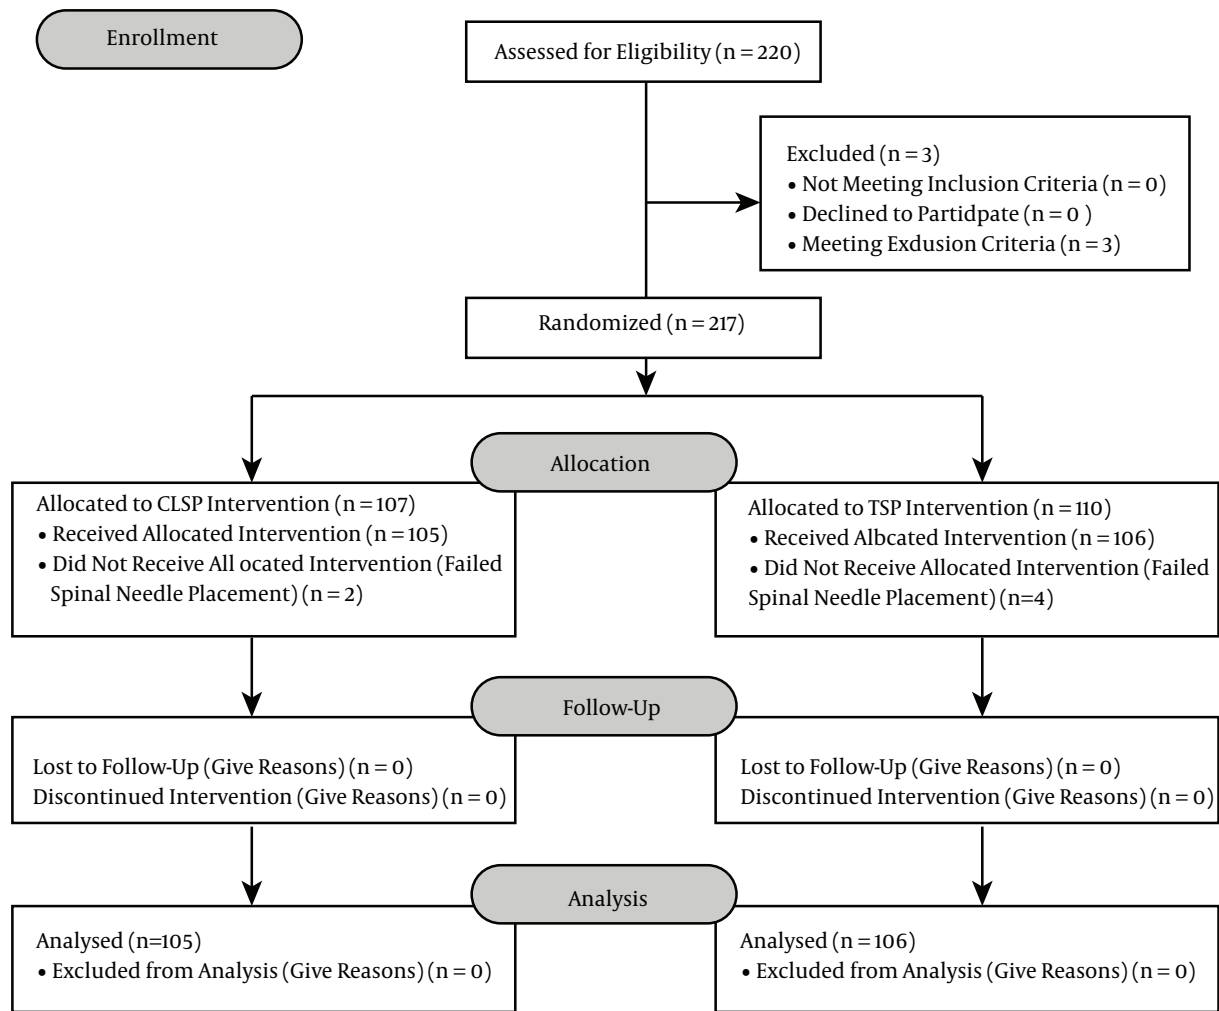 Enrollment
Assessed for Eligibility (n = 220)
Excluded (n = 3)
• Not Meeting Inclusion Criteria (n = 0)
• Declined to Partidpate (n = 0 )
• Meeting Exdusion Criteria (n = 3)
Randomized (n = 217)
Allocation
Allocated to CLSP Intervention (n = 107)
• Received Allocated Intervention (n = 105)
• Did Not Receive All ocated Intervention (Failed
Spinal Needle Placement) (n = 2)
Allocated to TSP Intervention (n = 110)
• Received Albcated Intervention (n = 106)
• Did Not Receive Allocated Intervention (Failed
Spinal Needle Placement) (n=4)
Follow-Up
Lost to Follow-Up (Give Reasons) (n = 0)
Discontinued Intervention (Give Reasons) (n = 0)
Lost to Follow-Up (Give Reasons) (n = 0)
Discontinued Intervention (Give Reasons) (n = 0)
Analysis
Analysed (n=105)
• Excluded from Analysis (Give Reasons) (n = 0)
Analysed (n = 106)
• Excluded from Analysis (Give Reasons) (n = 0)